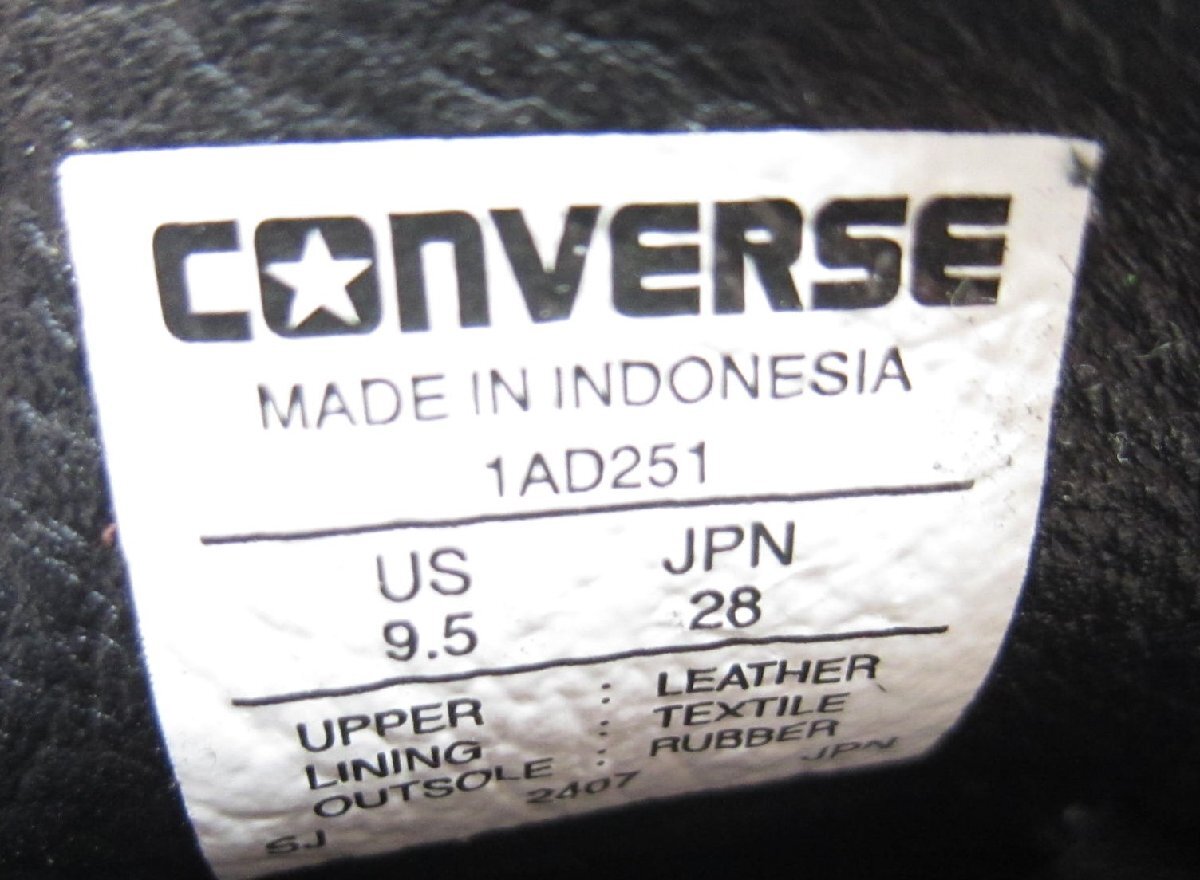 CONVERSE
MADE IN INDONESIA
1AD251
US JPN
9.5 28
UPPER : LEATHER
LINING : TEXTILE
OUTSOLE : RUBBER
SJ 2407 JPN